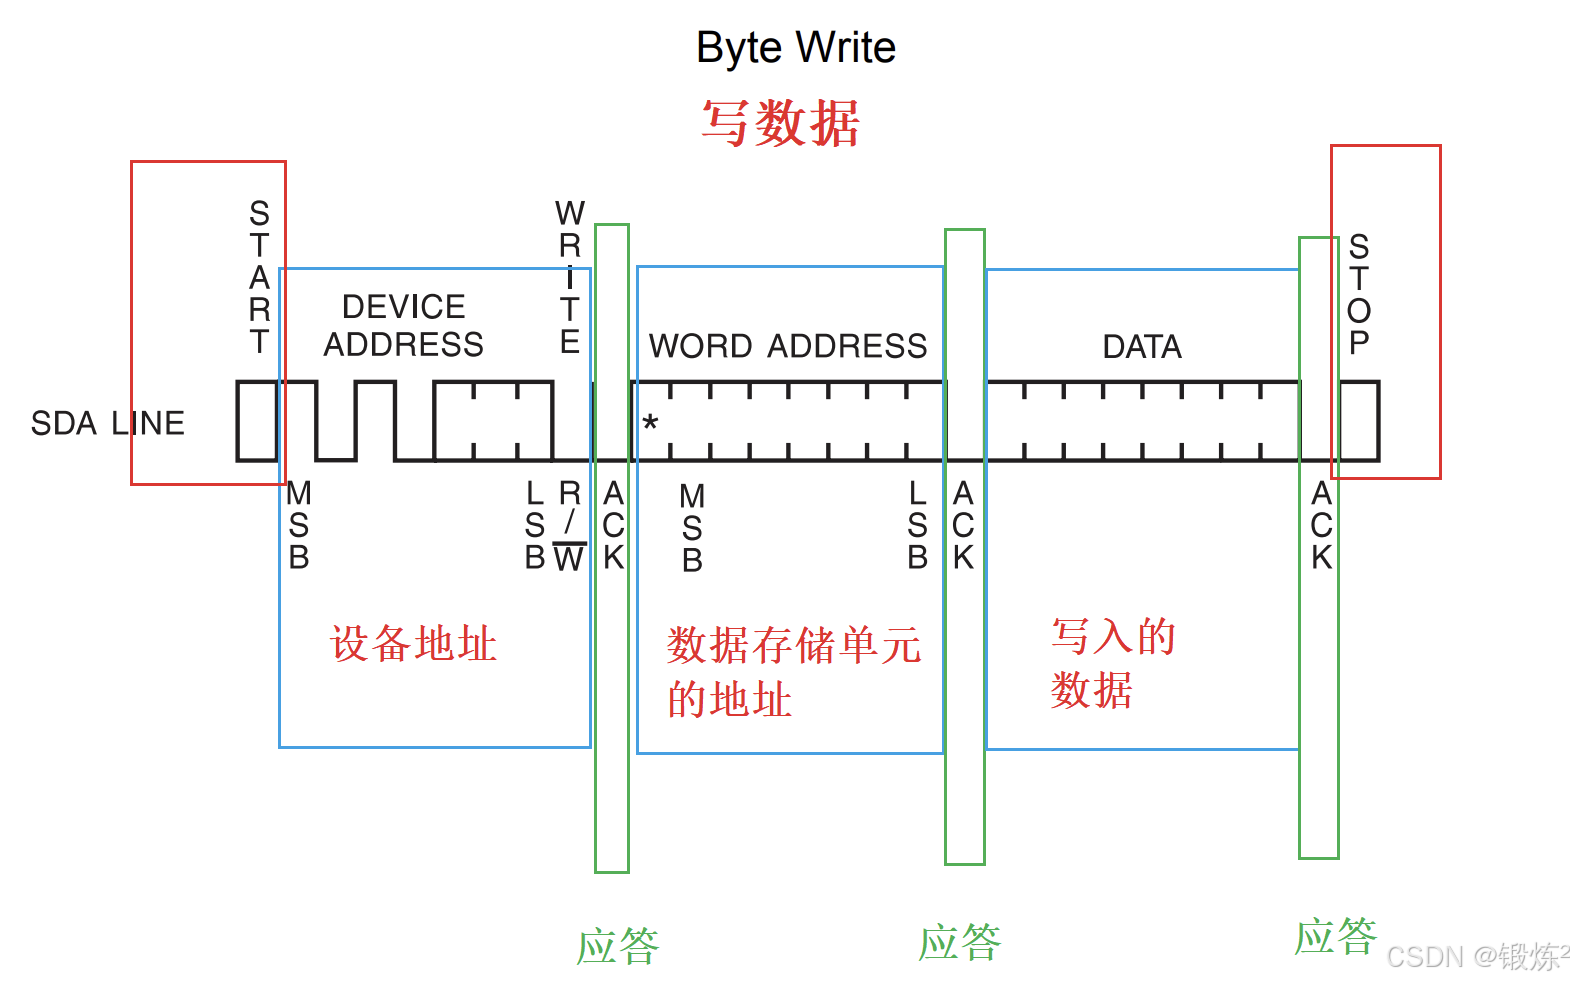 Byte Write
写数据
START
WRITE
STOP
DEVICE
ADDRESS
WORD ADDRESS
DATA
SDA LINE
*
MSB
LSB
R/W
ACK
MSB
LSB
ACK
ACK
设备地址
数据存储单元
的地址
写入的
数据
应答
应答
应答
CSDN @锻炼²